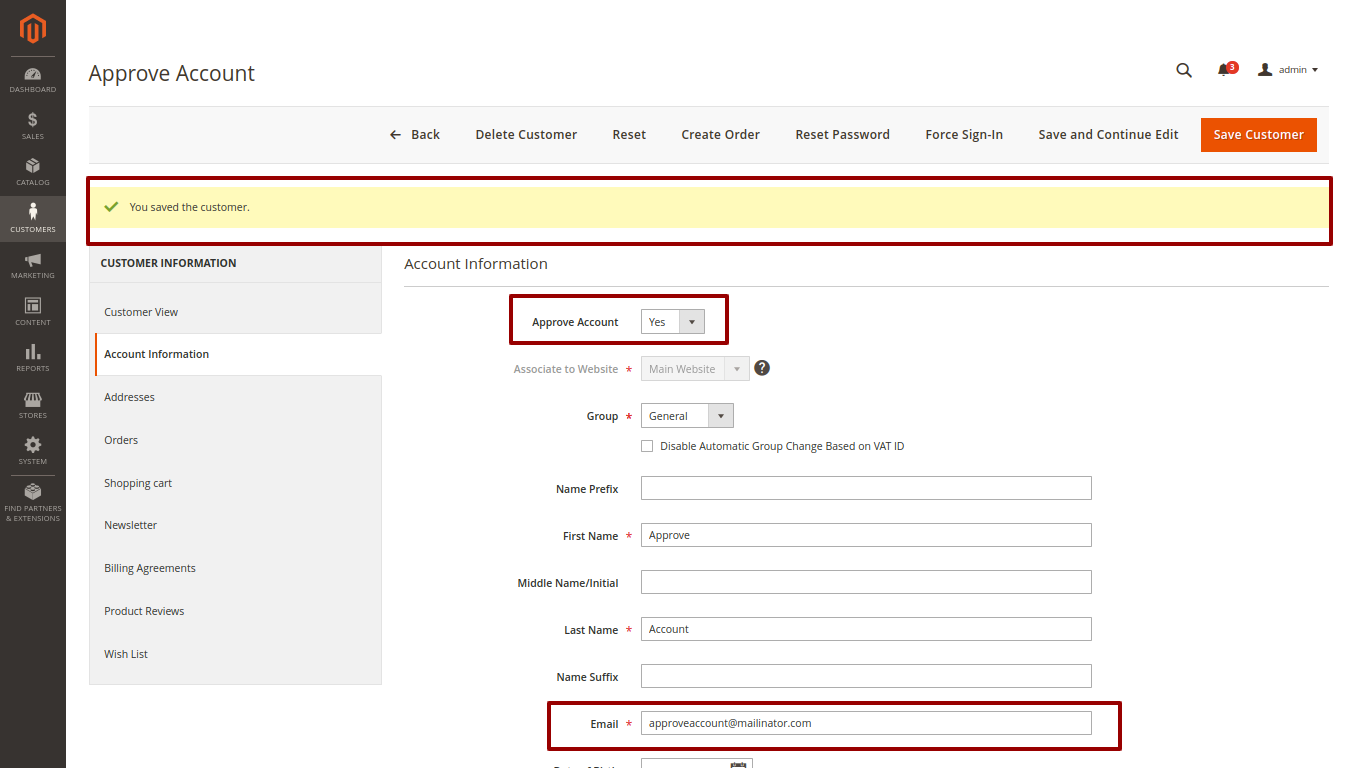 Approve Account
3
admin
DASHBOARD
SALES
CATALOG
CUSTOMERS
MARKETING
CONTENT
REPORTS
STORES
SYSTEM
FIND PARTNERS
& EXTENSIONS
Back
Delete Customer
Reset
Create Order
Reset Password
Force Sign-In
Save and Continue Edit
Save Customer
You saved the customer.
CUSTOMER INFORMATION
Customer View
Account Information
Addresses
Orders
Shopping cart
Newsletter
Billing Agreements
Product Reviews
Wish List
Account Information
Approve Account Yes
Associate to Website * Main Website ?
Group * General
Disable Automatic Group Change Based on VAT ID
Name Prefix
First Name * Approve
Middle Name/Initial
Last Name * Account
Name Suffix
Email * approveaccount@mailinator.com